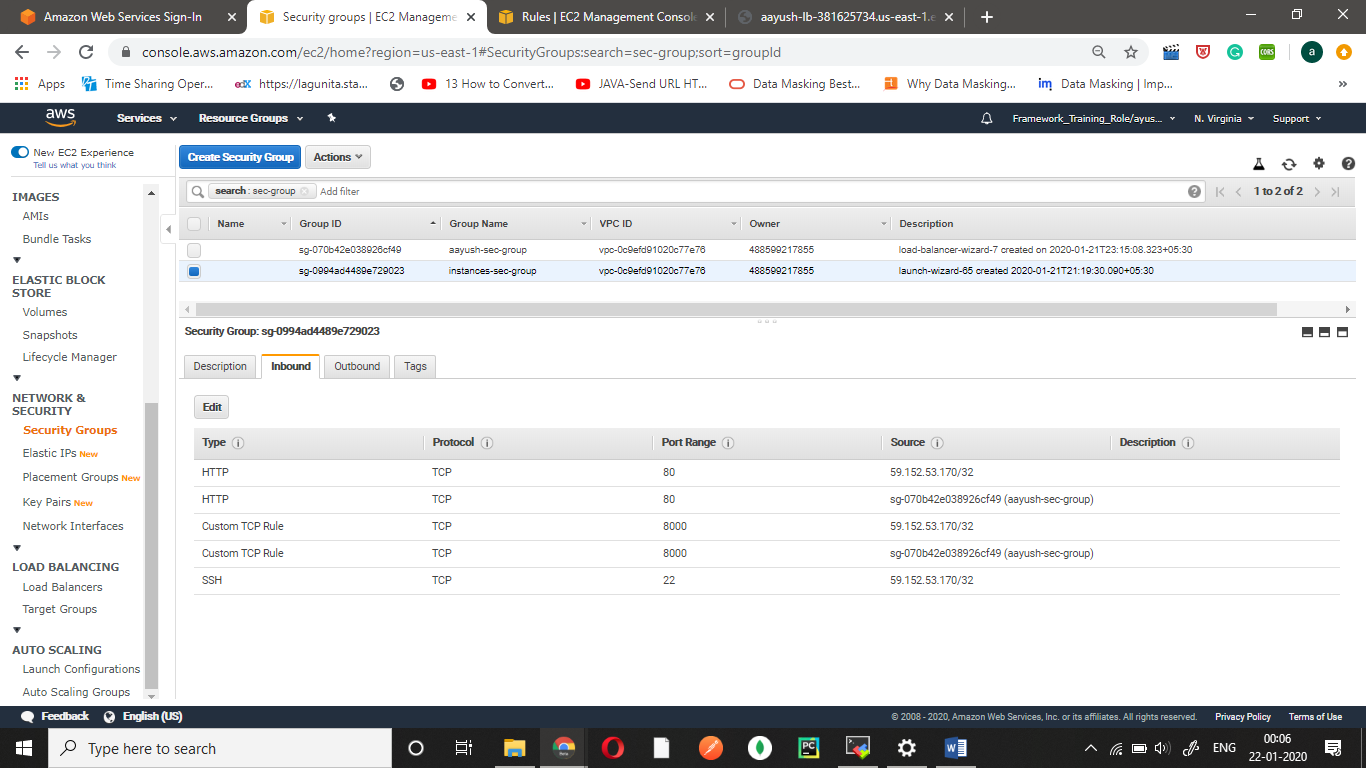 Amazon Web Services Sign-In
Security groups | EC2 Manageme
Rules | EC2 Management Consol
aayush-lb-381625734.us-east-1.e
console.aws.amazon.com/ec2/home?region=us-east-1#SecurityGroups:search=sec-group;sort=groupId
a
Apps
Time Sharing Oper...
edX
https://lagunita.sta...
13 How to Convert...
JAVA-Send URL HT...
Data Masking Best...
Why Data Masking...
im
Data Masking | Imp...
CORS
aws
Services
Resource Groups
Framework_Training_Role/ayus...
N. Virginia
Support
New EC2 Experience
Tell us what you think
IMAGES
AMIs
Bundle Tasks
ELASTIC BLOCK
STORE
Volumes
Snapshots
Lifecycle Manager
NETWORK &
SECURITY
Security Groups
Elastic IPs New
Placement Groups New
Key Pairs New
Network Interfaces
LOAD BALANCING
Load Balancers
Target Groups
AUTO SCALING
Launch Configurations
Auto Scaling Groups
Create Security Group
Actions
search : sec-group
Add filter
1 to 2 of 2
Name Group ID Group Name VPC ID Owner Description
sg-070b42e038926cf49 aayush-sec-group vpc-0c9efd91020c77e76 488599217855 load-balancer-wizard-7 created on 2020-01-21T23:15:08.323+05:30
sg-0994ad4489e729023 instances-sec-group vpc-0c9efd91020c77e76 488599217855 launch-wizard-65 created 2020-01-21T21:19:30.090+05:30
Security Group: sg-0994ad4489e729023
Description Inbound Outbound Tags
Edit
Type Protocol Port Range Source Description
HTTP TCP 80 59.152.53.170/32
HTTP TCP 80 sg-070b42e038926cf49 (aayush-sec-group)
Custom TCP Rule TCP 8000 59.152.53.170/32
Custom TCP Rule TCP 8000 sg-070b42e038926cf49 (aayush-sec-group)
SSH TCP 22 59.152.53.170/32
Feedback
English (US)
© 2008 - 2020, Amazon Web Services, Inc. or its affiliates. All rights reserved.
Privacy Policy
Terms of Use
Type here to search
ENG
00:06
22-01-2020